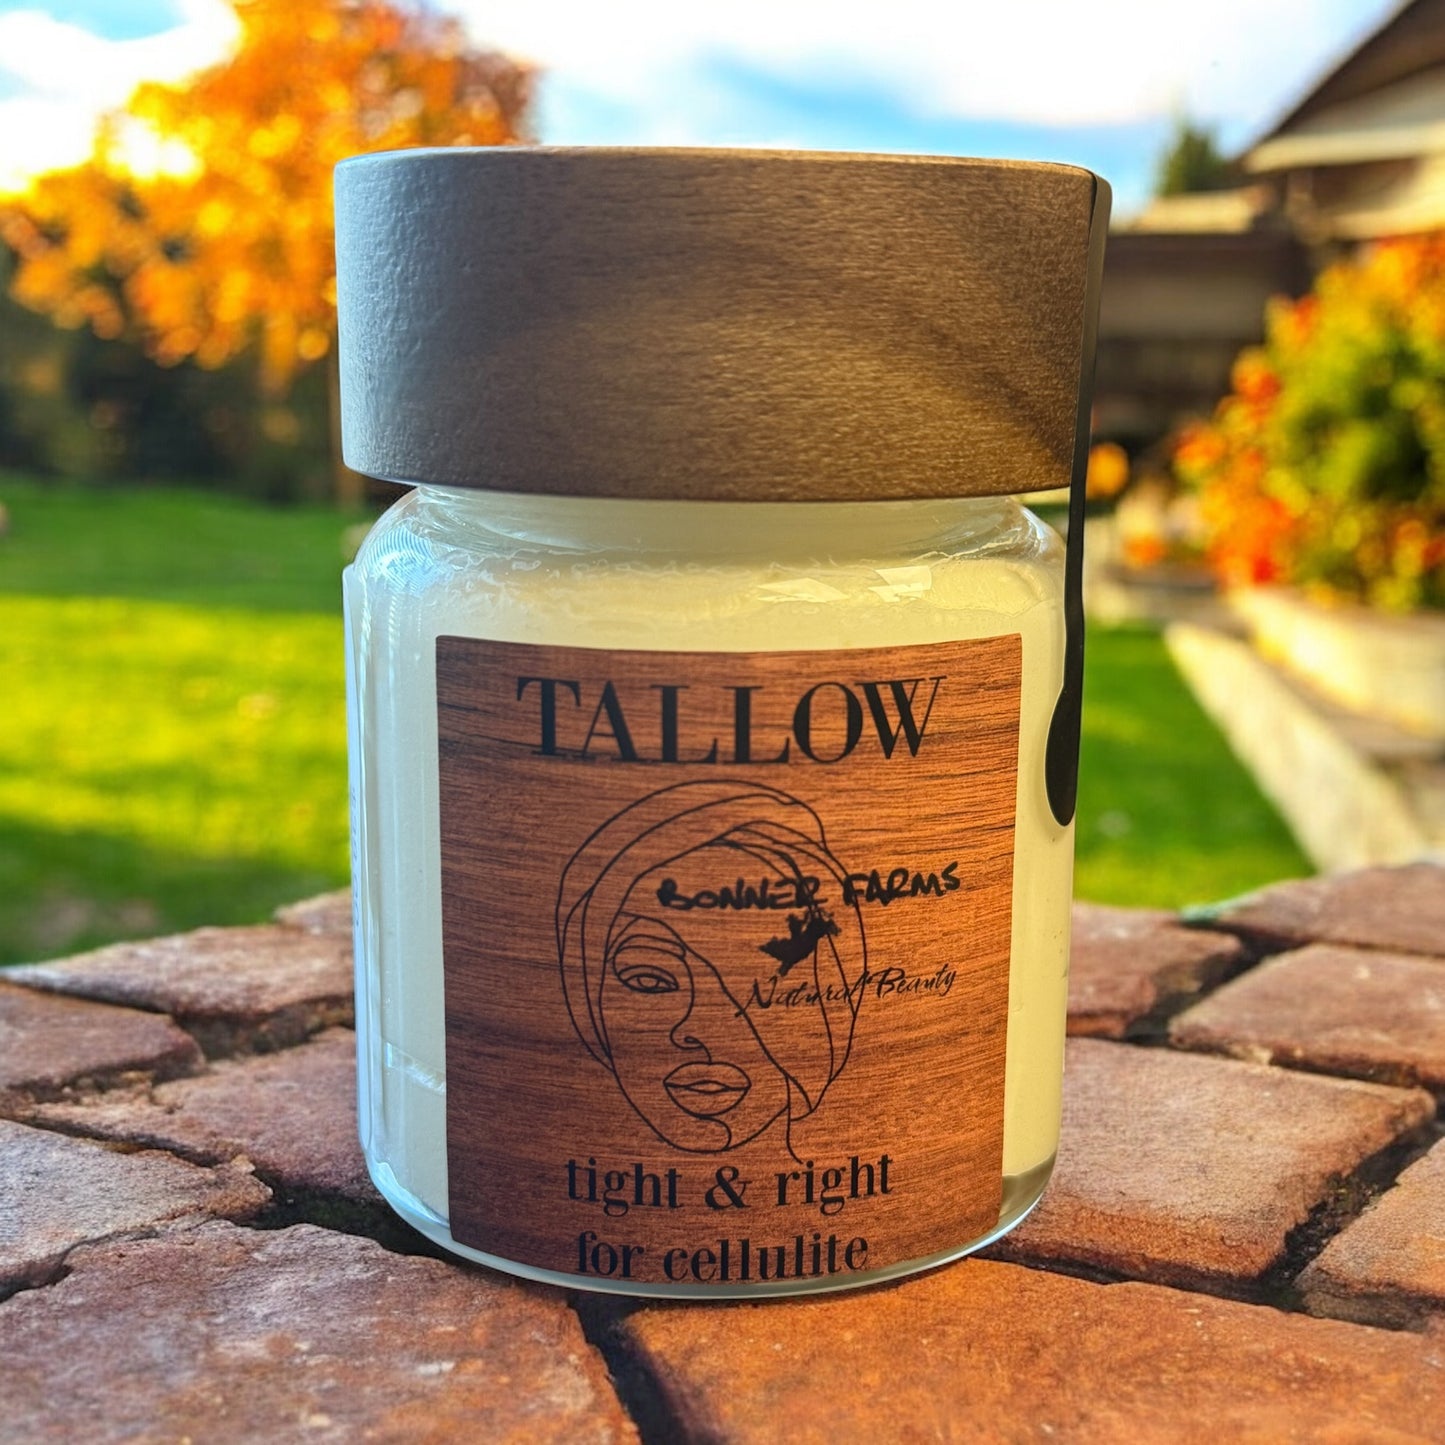 TALLOW
BONNER FARMS
Natural Beauty
tight & right
for cellulite